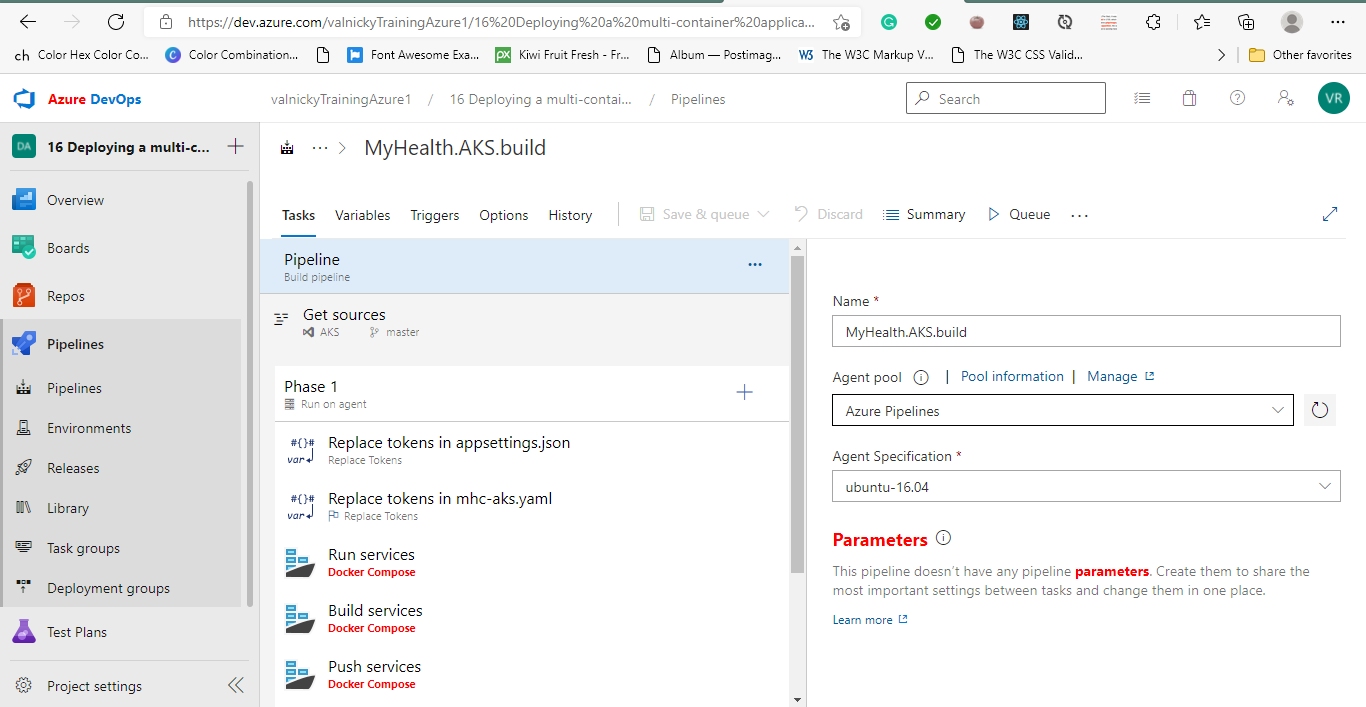 https://dev.azure.com/valnickyTrainingAzure1/16%20Deploying%20a%20multi-container%20applica...
ch Color Hex Color Co... Color Combination... Font Awesome Exa... Kiwi Fruit Fresh - Fr... Album — Postimag... The W3C Markup V... The W3C CSS Valid... Other favorites
Azure DevOps valnickyTrainingAzure1 / 16 Deploying a multi-contai... / Pipelines Search VR
DA 16 Deploying a multi-c...
Overview
Boards
Repos
Pipelines
Pipelines
Environments
Releases
Library
Task groups
Deployment groups
Test Plans
Project settings
... MyHealth.AKS.build
Tasks Variables Triggers Options History Save & queue Discard Summary Queue ...
Pipeline
Build pipeline
Get sources
AKS master
Phase 1
Run on agent
#{}# Replace tokens in appsettings.json
var Replace Tokens
#{}# Replace tokens in mhc-aks.yaml
var Replace Tokens
Run services
Docker Compose
Build services
Docker Compose
Push services
Docker Compose
Name *
MyHealth.AKS.build
Agent pool | Pool information | Manage
Azure Pipelines
Agent Specification *
ubuntu-16.04
Parameters
This pipeline doesn't have any pipeline parameters. Create them to share the
most important settings between tasks and change them in one place.
Learn more